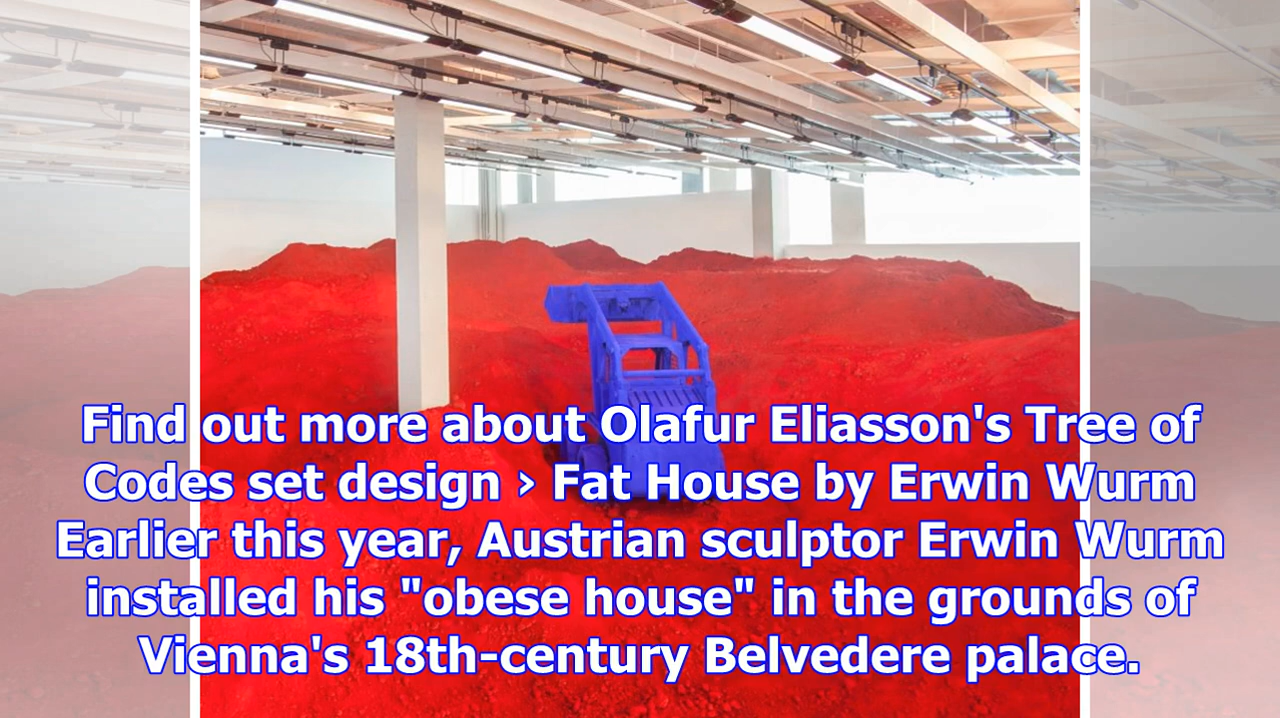 Find out more about Olafur Eliasson's Tree of
Codes set design › Fat House by Erwin Wurm
Earlier this year, Austrian sculptor Erwin Wurm
installed his "obese house" in the grounds of
Vienna's 18th-century Belvedere palace.